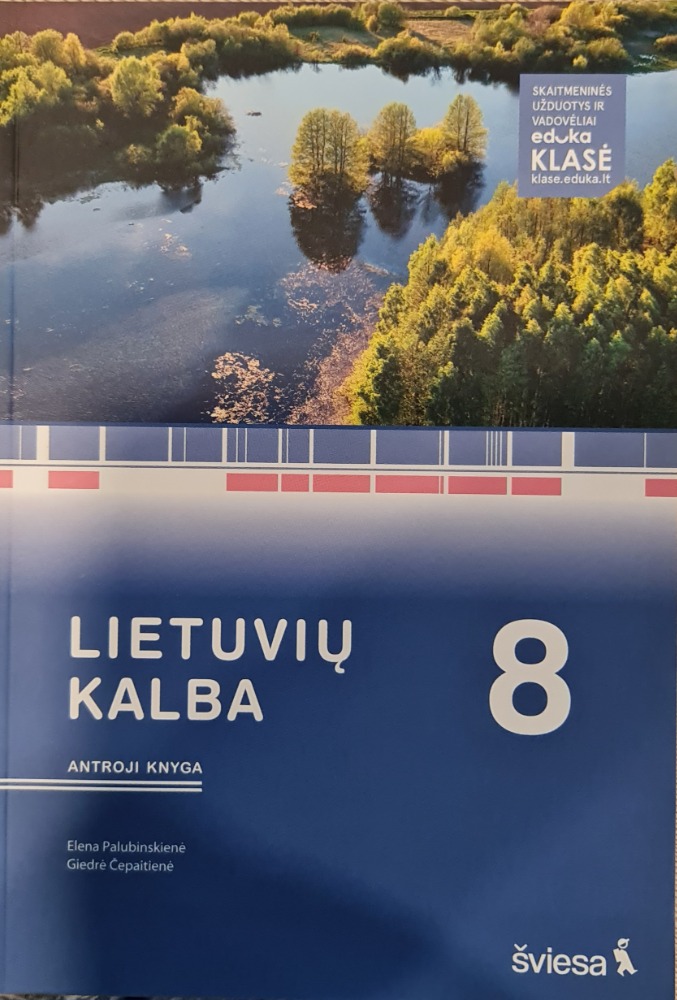 SKAITMENINĖS
UŽDUOTYS IR
VADOVĖLIAI
eduka
KLASĖ
klase.eduka.lt
LIETUVIŲ
KALBA
8
ANTROJI KNYGA
Elena Palubinskienė
Giedrė Čepaitienė
šviesa